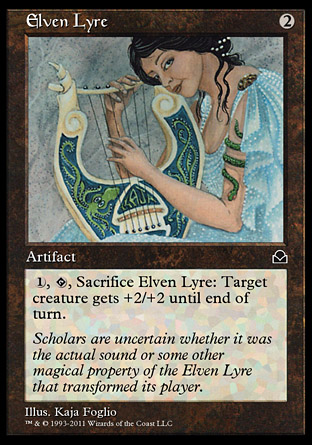 Elven Lyre 2
Artifact
1, , Sacrifice Elven Lyre: Target
creature gets +2/+2 until end of
turn.
Scholars are uncertain whether it was
the actual sound or some other
magical property of the Elven Lyre
that transformed its player.
Illus. Kaja Foglio
™ & © 1993-2011 Wizards of the Coast LLC